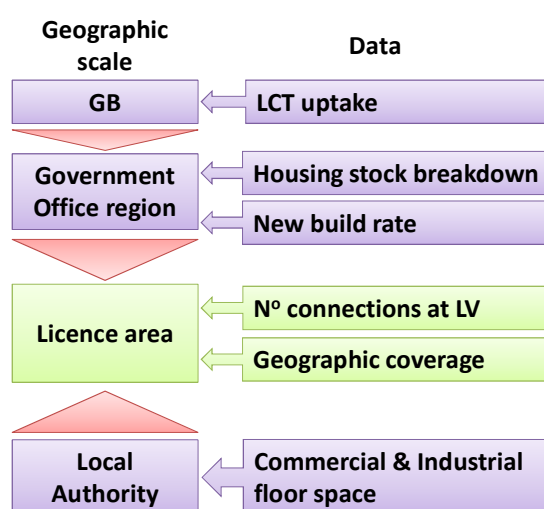 Geographic
scale
Data
GB
LCT uptake
Government
Office region
Housing stock breakdown
New build rate
Licence area
Nº connections at LV
Geographic coverage
Local
Authority
Commercial & Industrial
floor space